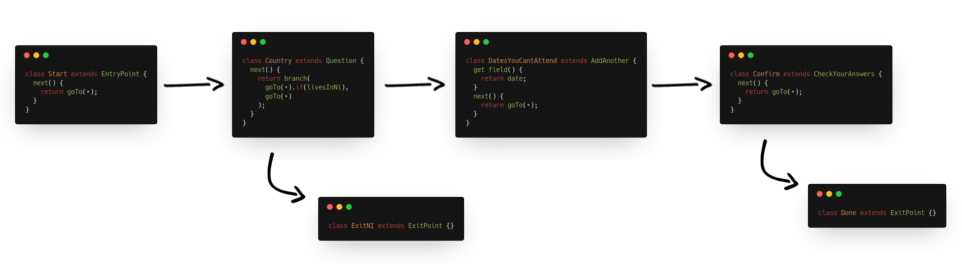 class Start extends EntryPoint {
next() {
return goTo(•);
}
}
class Country extends Question {
next() {
return branch(
goTo(•).if(livesInNi),
goTo(•)
);
}
}
class DatesYouCantAttend extends AddAnother {
get field() {
return date;
}
next() {
return goTo(•);
}
}
class Confirm extends CheckYourAnswers {
next() {
return goTo(•);
}
}
class ExitNI extends ExitPoint {}
class Done extends ExitPoint {}